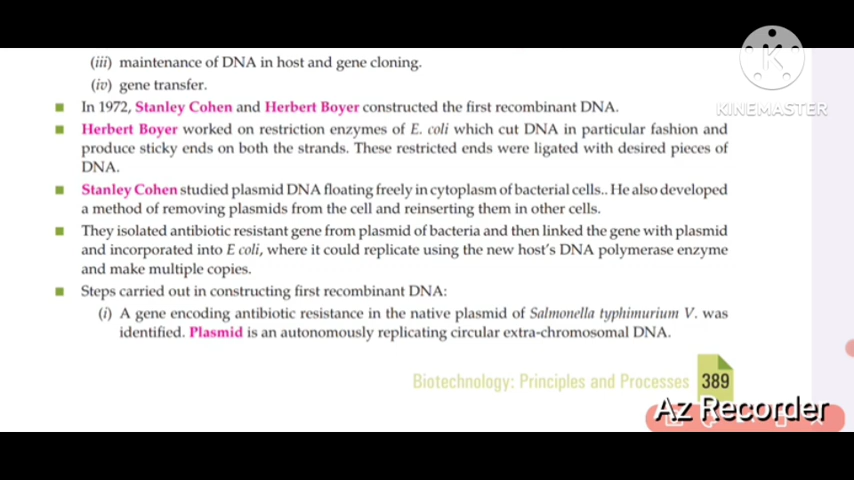 (iii) maintenance of DNA in host and gene cloning.
(iv) gene transfer.
In 1972, Stanley Cohen and Herbert Boyer constructed the first recombinant DNA.
Herbert Boyer worked on restriction enzymes of E. coli which cut DNA in particular fashion and
produce sticky ends on both the strands. These restricted ends were ligated with desired pieces of
DNA.
Stanley Cohen studied plasmid DNA floating freely in cytoplasm of bacterial cells.. He also developed
a method of removing plasmids from the cell and reinserting them in other cells.
They isolated antibiotic resistant gene from plasmid of bacteria and then linked the gene with plasmid
and incorporated into E coli, where it could replicate using the new host's DNA polymerase enzyme
and make multiple copies.
Steps carried out in constructing first recombinant DNA:
(i) A gene encoding antibiotic resistance in the native plasmid of Salmonella typhimurium V. was
identified. Plasmid is an autonomously replicating circular extra-chromosomal DNA.
Biotechnology: Principles and Processes 389
K
KINEMASTER
Az Recorder